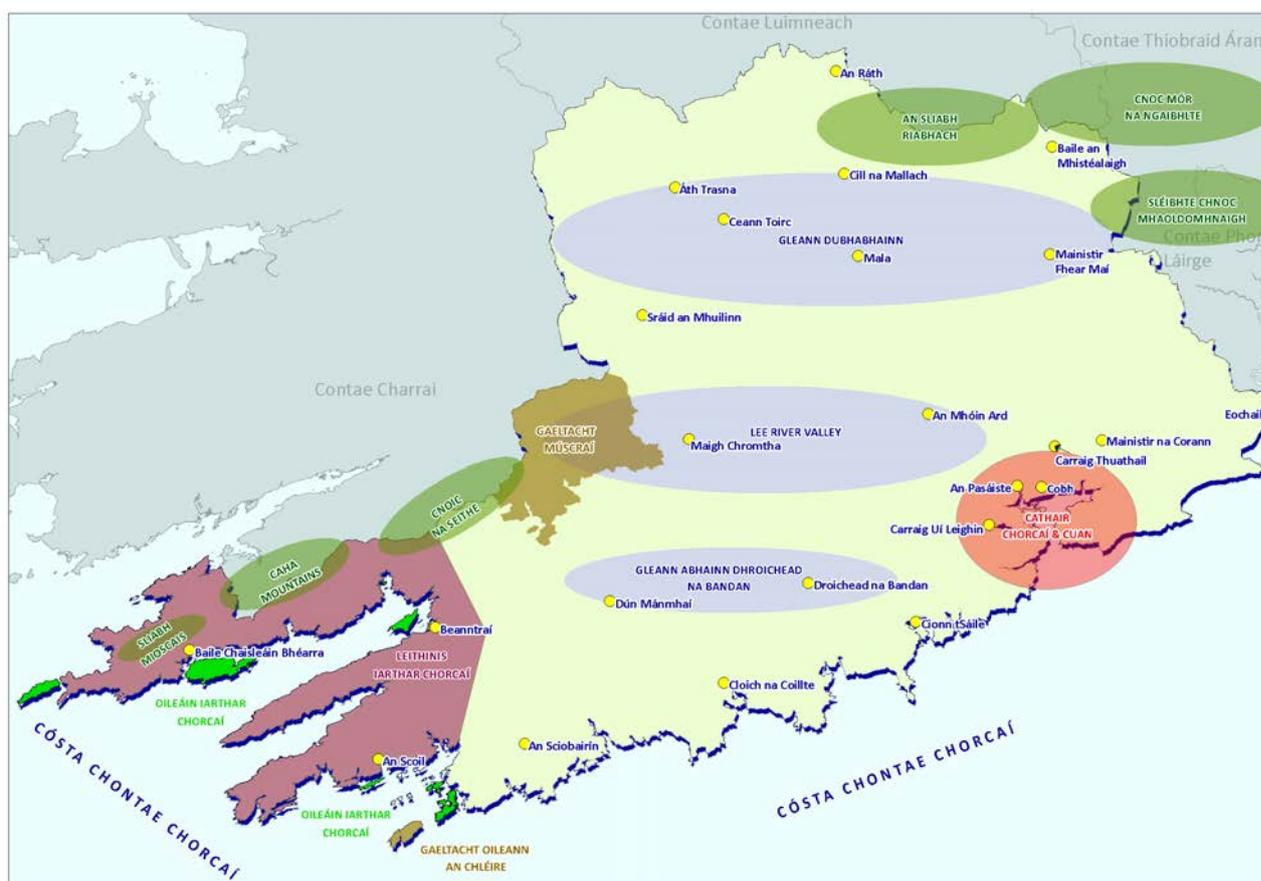 Contae Luimneach
Contae Thiobraid Áran
An Ráth
CNOC MÓR
NA NGAIBHLTE
AN SLIABH
RIABHACH
Baile an
Mhistéalaigh
Cill na Mallach
Áth Trasna
SLÉIBHTE CHNOC
MHAOLDOMHNAIGH
Ceann Toirc
GLEANN DUBHABHAINN
Mala
Mainistir
Fhear Maí
Contae Phor
Láirge
Sráid an Mhuilinn
Contae Charraí
GAELTACHT
MÚSCRAÍ
LEE RIVER VALLEY
An Mhóin Ard
Maigh Chromtha
Eochail
Mainistir na Corann
Carraig Thuathail
An Pasáiste
Cobh
CATHAIR
CHORCAÍ & CUAN
Carraig Uí Leighin
CNOIC
NA SEITHE
CAHA
MOUNTAINS
SLIABH
MIOSCAIS
GLEANN ABHAINN DHROICHEAD
NA BANDAN
Droichead na Bandan
Dún Mánmhaí
Cionn tSáile
Beanntraí
Baile Chaisleáin Bhéarra
LEITHINIS
IARTHAR CHORCAÍ
OILEÁIN IARTHAR
CHORCAÍ
Cloich na Coillte
An Sciobairín
An Scoil
OILEÁIN IARTHAR
CHORCAÍ
GAELTACHT OILEANN
AN CHLÉIRE
CÓSTA CHONTAE CHORCAÍ
CÓSTA CHONTAE CHORCAÍ